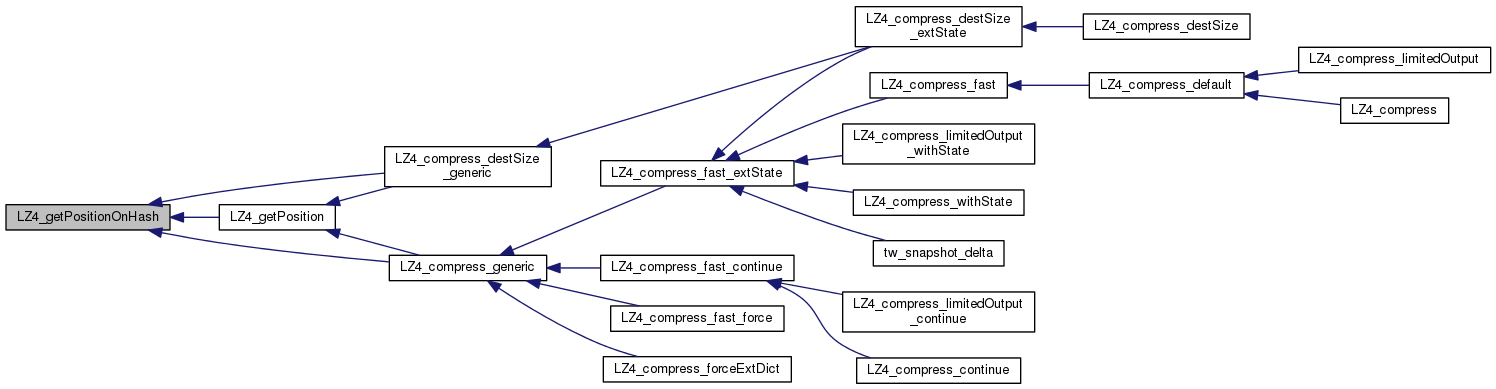 LZ4_getPositionOnHash
LZ4_getPosition
LZ4_compress_destSize
_generic
LZ4_compress_generic
LZ4_compress_fast_extState
LZ4_compress_fast_continue
LZ4_compress_fast_force
LZ4_compress_forceExtDict
LZ4_compress_destSize
_extState
LZ4_compress_fast
LZ4_compress_limitedOutput
_withState
LZ4_compress_withState
tw_snapshot_delta
LZ4_compress_limitedOutput
_continue
LZ4_compress_continue
LZ4_compress_destSize
LZ4_compress_default
LZ4_compress_limitedOutput
LZ4_compress